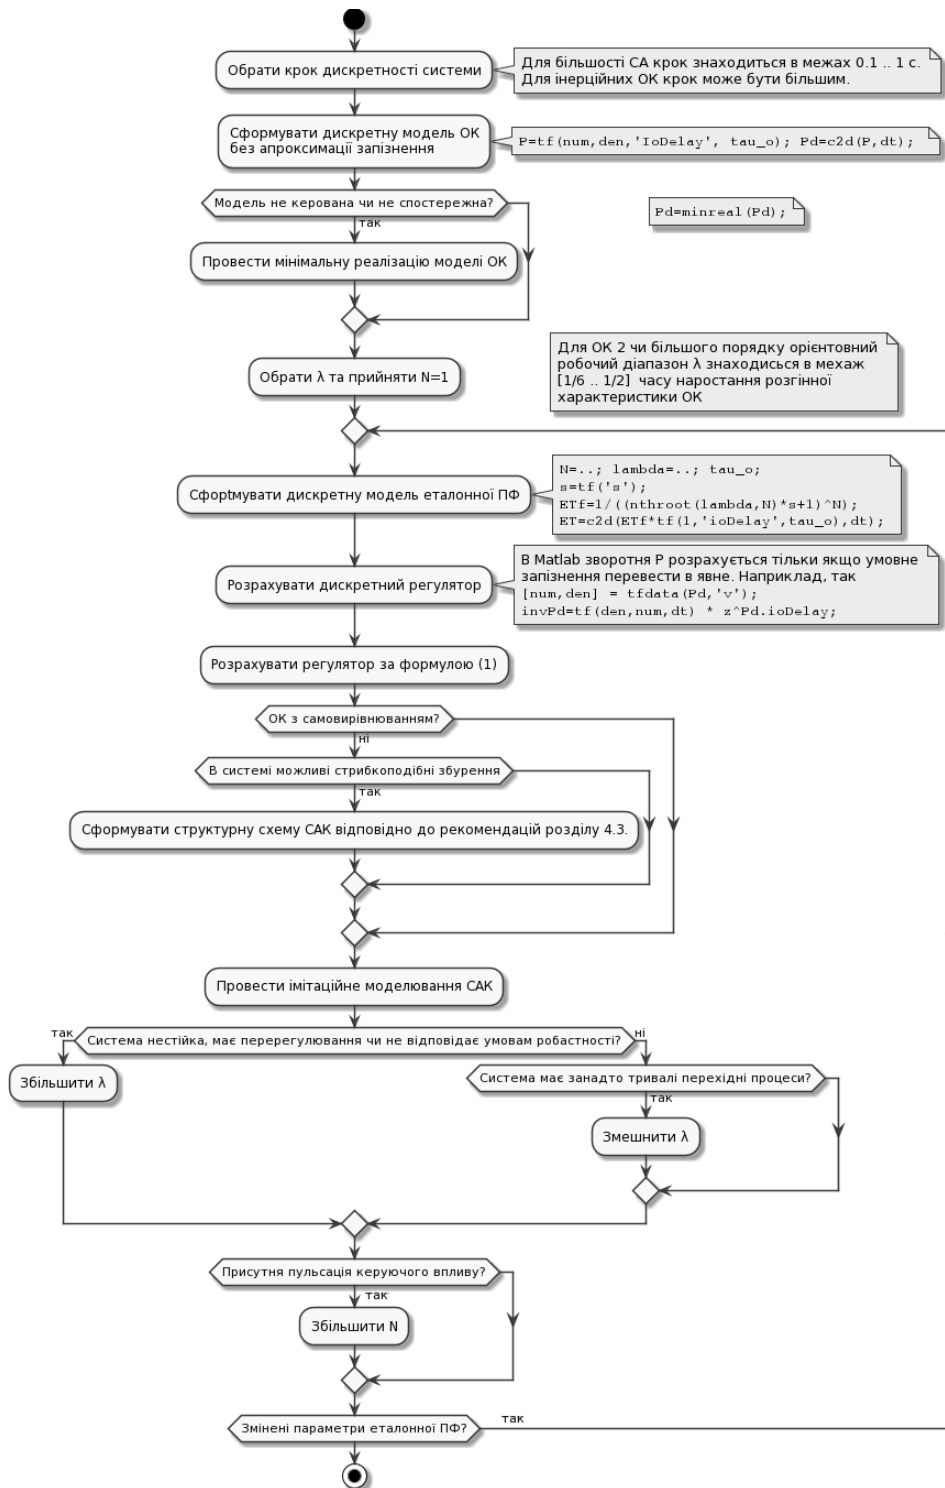 Обрати крок дискретності системи
Для більшості СА крок знаходиться в межах 0.1 .. 1 с.
Для інерційних ОК крок може бути більшим.
Сформувати дискретну модель ОК
без апроксимації запізнення
P=tf(num,den,'IoDelay', tau_o); Pd=c2d(P,dt);
Модель не керована чи не спостережна?
так
Pd=minreal(Pd);
Провести мінімальну реалізацію моделі ОК
Обрати λ та прийняти N=1
Для ОК 2 чи більшого порядку орієнтовний
робочий діапазон λ знаходисься в мехаж
[1/6 .. 1/2]  часу наростання розгінної
характеристики ОК
Сфорtмувати дискретну модель еталонної ПФ
N=..; lambda=..; tau_o;
s=tf('s');
ETf=1/((nthroot(lambda,N)*s+1)^N);
ET=c2d(ETf*tf(1,'ioDelay',tau_o),dt);
Розрахувати дискретний регулятор
В Matlab зворотня P розрахується тільки якщо умовне
запізнення перевести в явне. Наприклад, так
[num,den] = tfdata(Pd,'v');
invPd=tf(den,num,dt) * z^Pd.ioDelay;
Розрахувати регулятор за формулою (1)
ОК з самовирівнюванням?
ні
В системі можливі стрибкоподібні збурення
так
Сформувати структурну схему САК відповідно до рекомендацій розділу 4.3.
Провести імітаційне моделювання САК
так
Система нестійка, має перерегулювання чи не відповідає умовам робастності?
ні
Збільшити λ
Система має занадто тривалі перехідні процеси?
так
Змешнити λ
Присутня пульсація керуючого впливу?
так
Збільшити N
Змінені параметри еталонної ПФ?
так